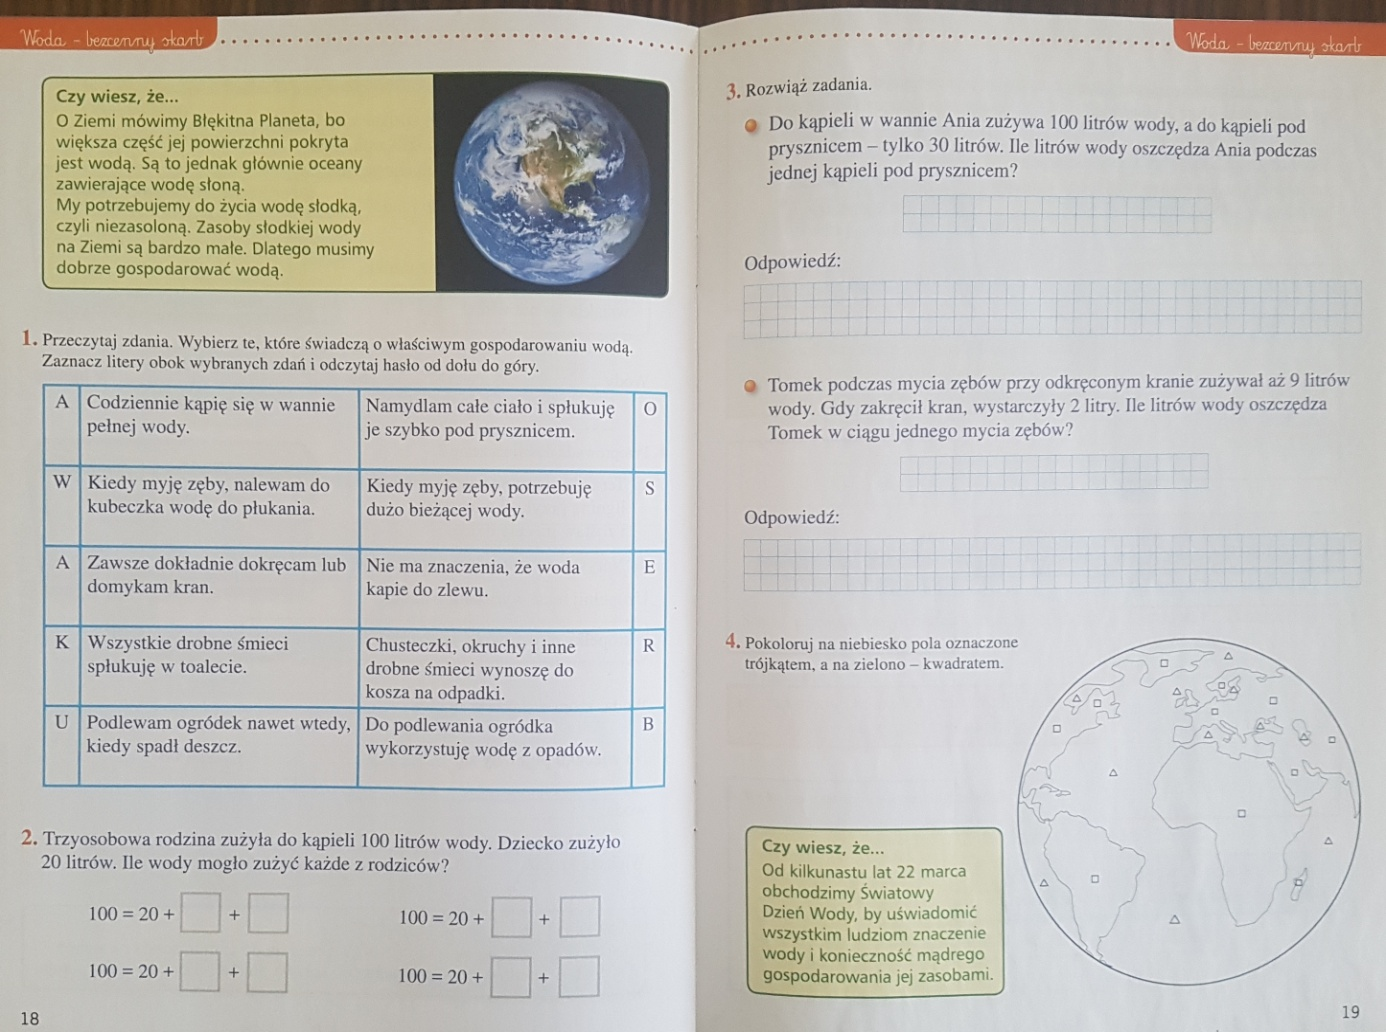 Woda – bezcenny skarb
Czy wiesz, że...
O Ziemi mówimy Błękitna Planeta, bo
większa część jej powierzchni pokryta
jest wodą. Są to jednak głównie oceany
zawierające wodę słoną.
My potrzebujemy do życia wodę słodką,
czyli niezasoloną. Zasoby słodkiej wody
na Ziemi są bardzo małe. Dlatego musimy
dobrze gospodarować wodą.
1. Przeczytaj zdania. Wybierz te, które świadczą o właściwym gospodarowaniu wodą.
Zaznacz litery obok wybranych zdań i odczytaj hasło od dołu do góry.
A
Codziennie kąpię się w wannie
pełnej wody.
Namydlam całe ciało i spłukuję
je szybko pod prysznicem.
O
W
Kiedy myję zęby, nalewam do
kubeczka wodę do płukania.
Kiedy myję zęby, potrzebuję
dużo bieżącej wody.
S
A
Zawsze dokładnie dokręcam lub
domykam kran.
Nie ma znaczenia, że woda
kapie do zlewu.
E
K
Wszystkie drobne śmieci
spłukuję w toalecie.
Chusteczki, okruchy i inne
drobne śmieci wynoszę do
kosza na odpadki.
R
U
Podlewam ogródek nawet wtedy,
kiedy spadł deszcz.
Do podlewania ogródka
wykorzystuję wodę z opadów.
B
2. Trzyosobowa rodzina zużyła do kąpieli 100 litrów wody. Dziecko zużyło
20 litrów. Ile wody mogło zużyć każde z rodziców?
100 = 20 + +
100 = 20 + +
100 = 20 + +
100 = 20 + +
18
Woda – bezcenny skarb
3. Rozwiąż zadania.
Do kąpieli w wannie Ania zużywa 100 litrów wody, a do kąpieli pod
prysznicem – tylko 30 litrów. Ile litrów wody oszczędza Ania podczas
jednej kąpieli pod prysznicem?
Odpowiedź:
Tomek podczas mycia zębów przy odkręconym kranie zużywał aż 9 litrów
wody. Gdy zakręcił kran, wystarczyły 2 litry. Ile litrów wody oszczędza
Tomek w ciągu jednego mycia zębów?
Odpowiedź:
4. Pokoloruj na niebiesko pola oznaczone
trójkątem, a na zielono – kwadratem.
Czy wiesz, że...
Od kilkunastu lat 22 marca
obchodzimy Światowy
Dzień Wody, by uświadomić
wszystkim ludziom znaczenie
wody i konieczność mądrego
gospodarowania jej zasobami.
19